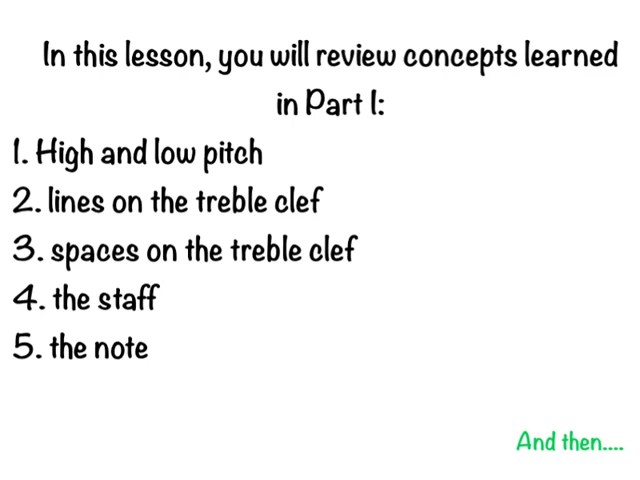 In this lesson, you will review concepts learned
in Part 1:
1. High and low pitch
2. lines on the treble clef
3. spaces on the treble clef
4. the staff
5. the note
And then....